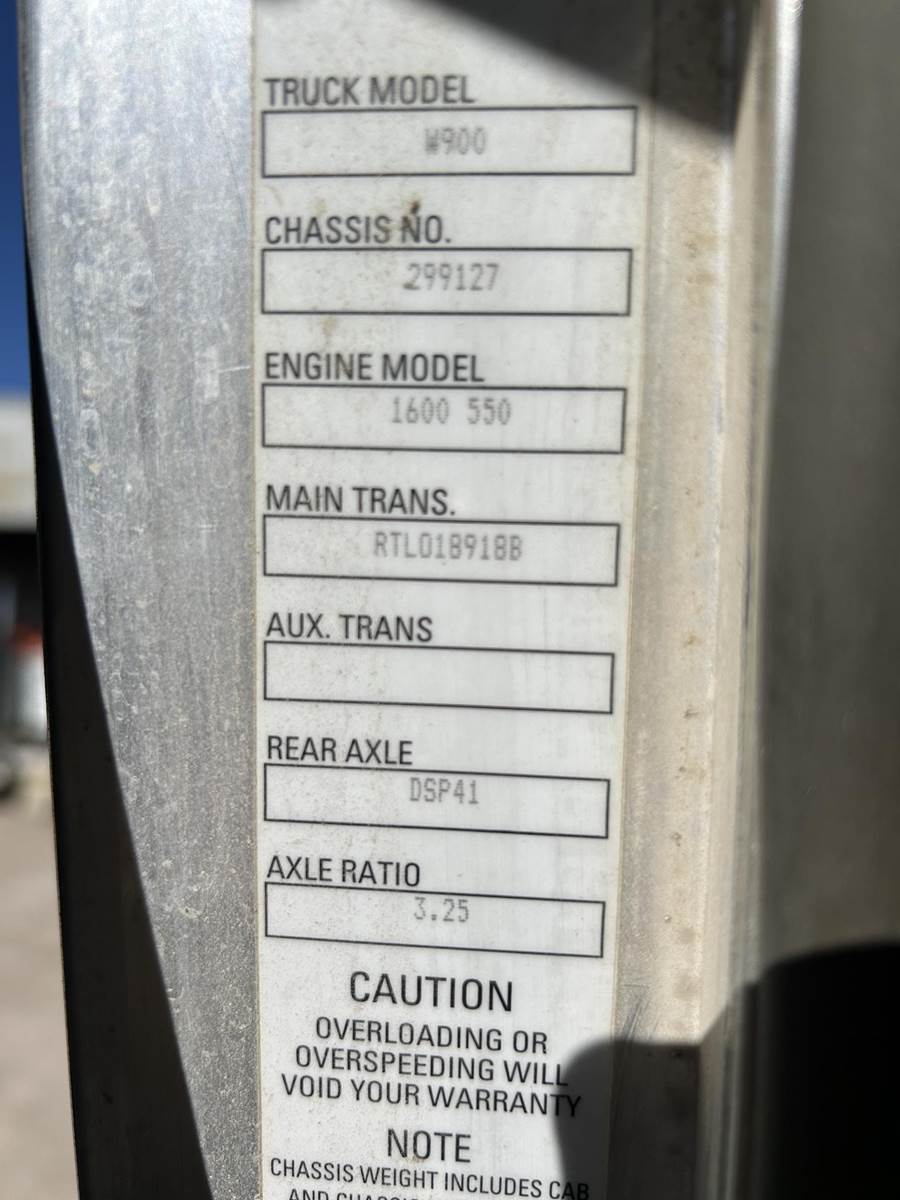 TRUCK MODEL
W900
CHASSIS NO.
299127
ENGINE MODEL
1600 550
MAIN TRANS.
RTLO18918B
AUX. TRANS
REAR AXLE
DSP41
AXLE RATIO
3.25
CAUTION
OVERLOADING OR
OVERSPEEDING WILL
VOID YOUR WARRANTY
NOTE
CHASSIS WEIGHT INCLUDES CAB